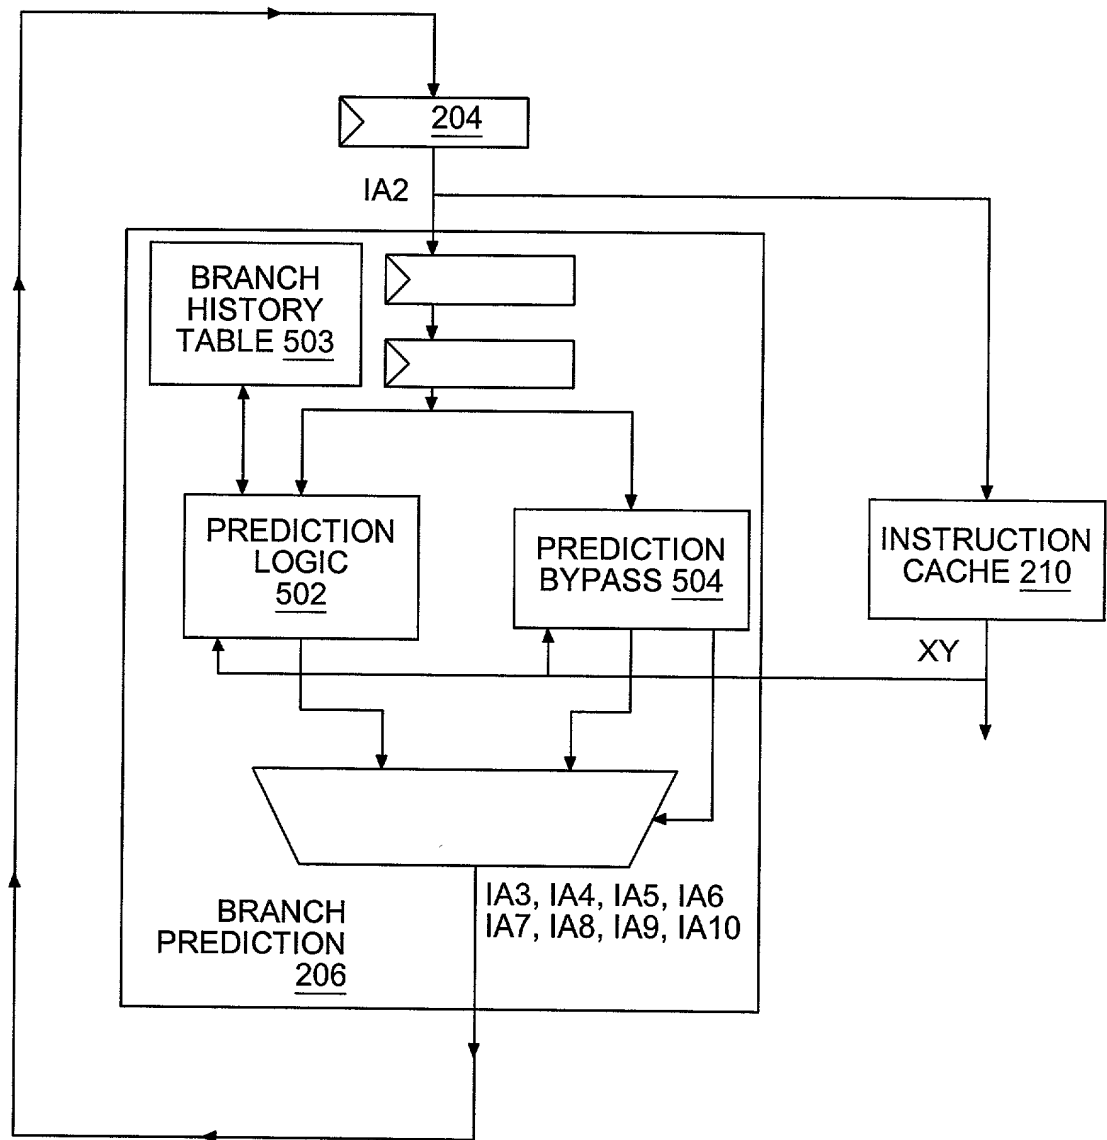 204
IA2
BRANCH
HISTORY
TABLE 503
PREDICTION
LOGIC
502
PREDICTION
BYPASS 504
INSTRUCTION
CACHE 210
XY
IA3, IA4, IA5, IA6
IA7, IA8, IA9, IA10
BRANCH
PREDICTION
206